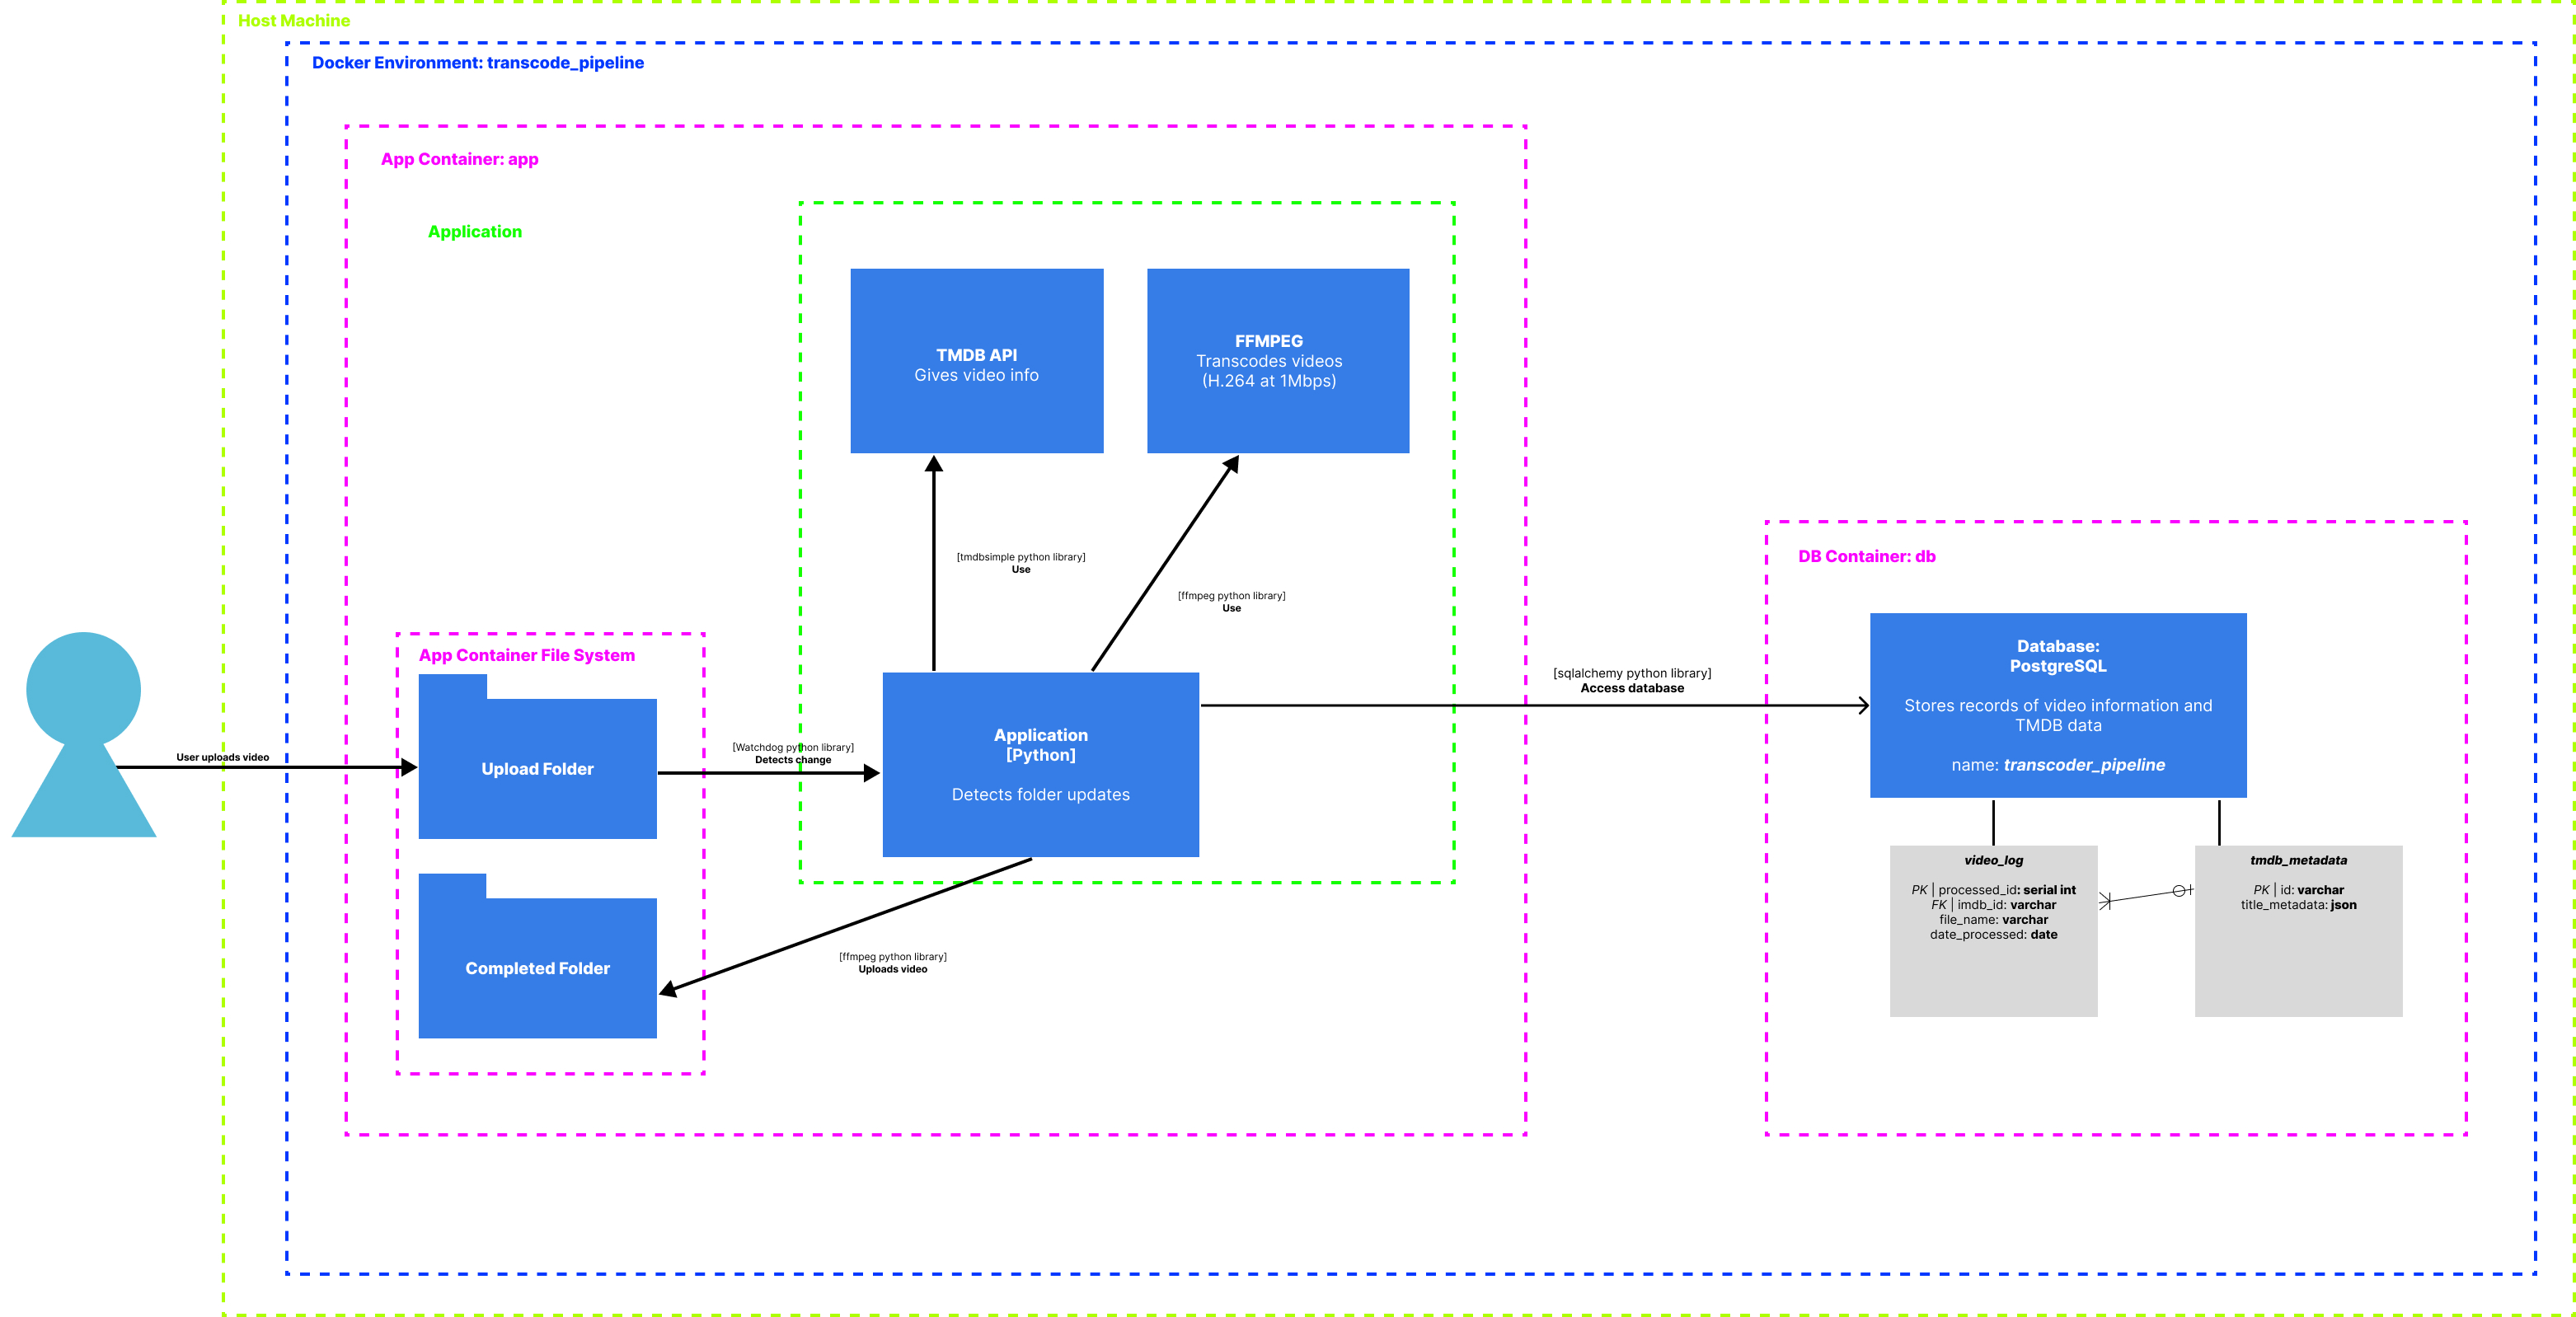 Host Machine
Docker Environment: transcode_pipeline
App Container: app
Application
TMDB API
Gives video info
FFMPEG
Transcodes videos
(H.264 at 1Mbps)
[tmdbsimple python library]
Use
[ffmpeg python library]
Use
App Container File System
User uploads video
Upload Folder
[Watchdog python library]
Detects change
Application
[Python]
Detects folder updates
Completed Folder
[ffmpeg python library]
Uploads video
[sqlalchemy python library]
Access database
DB Container: db
Database:
PostgreSQL
Stores records of video information and
TMDB data
name: transcoder_pipeline
video_log
PK | processed_id: serial int
FK | imdb_id: varchar
file_name: varchar
date_processed: date
tmdb_metadata
PK | id: varchar
title_metadata: json